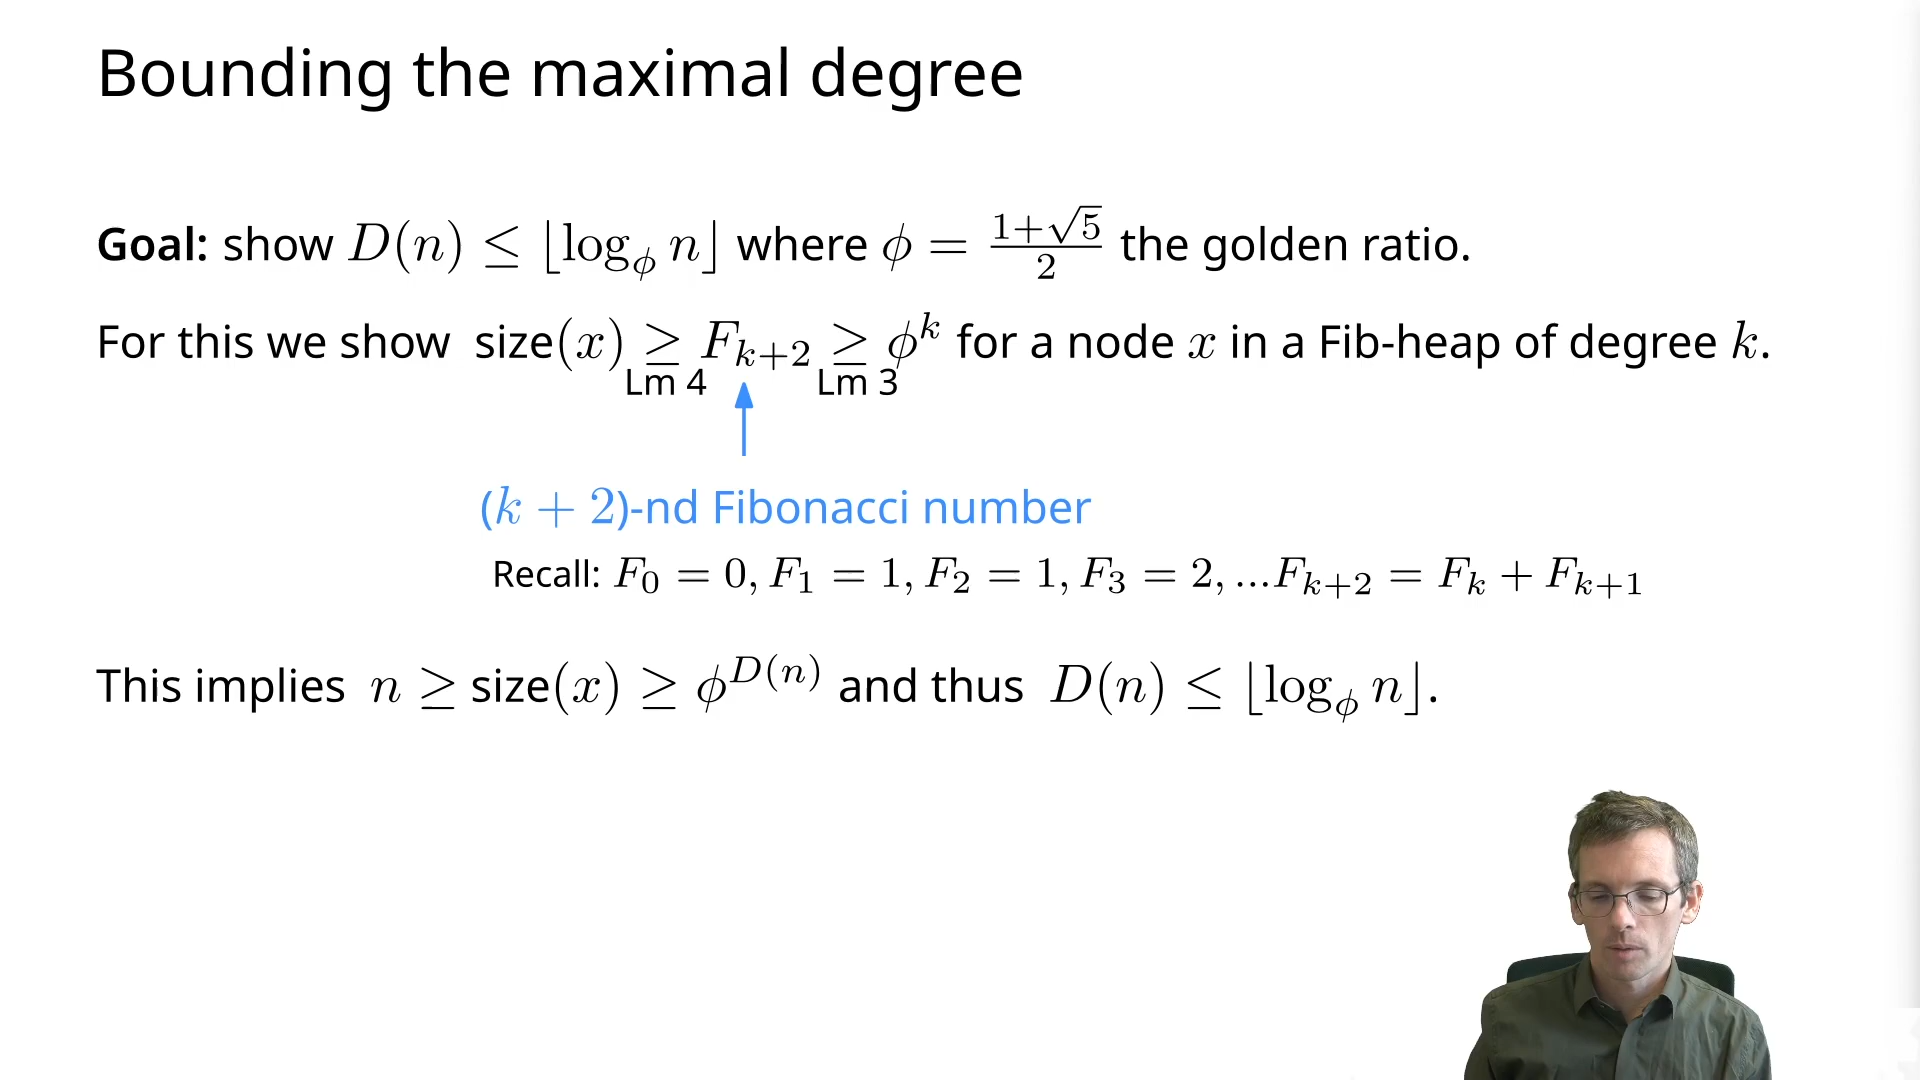 Bounding the maximal degree
Goal: show D(n) ≤ ⌊log_ϕ n⌋ where ϕ = (1+√5)/2 the golden ratio.
For this we show size(x) ≥ F_{k+2} ≥ ϕ^k for a node x in a Fib-heap of degree k.
Lm 4 Lm 3
(k + 2)-nd Fibonacci number
Recall: F_0 = 0, F_1 = 1, F_2 = 1, F_3 = 2, ...F_{k+2} = F_k + F_{k+1}
This implies n ≥ size(x) ≥ ϕ^{D(n)} and thus D(n) ≤ ⌊log_ϕ n⌋.